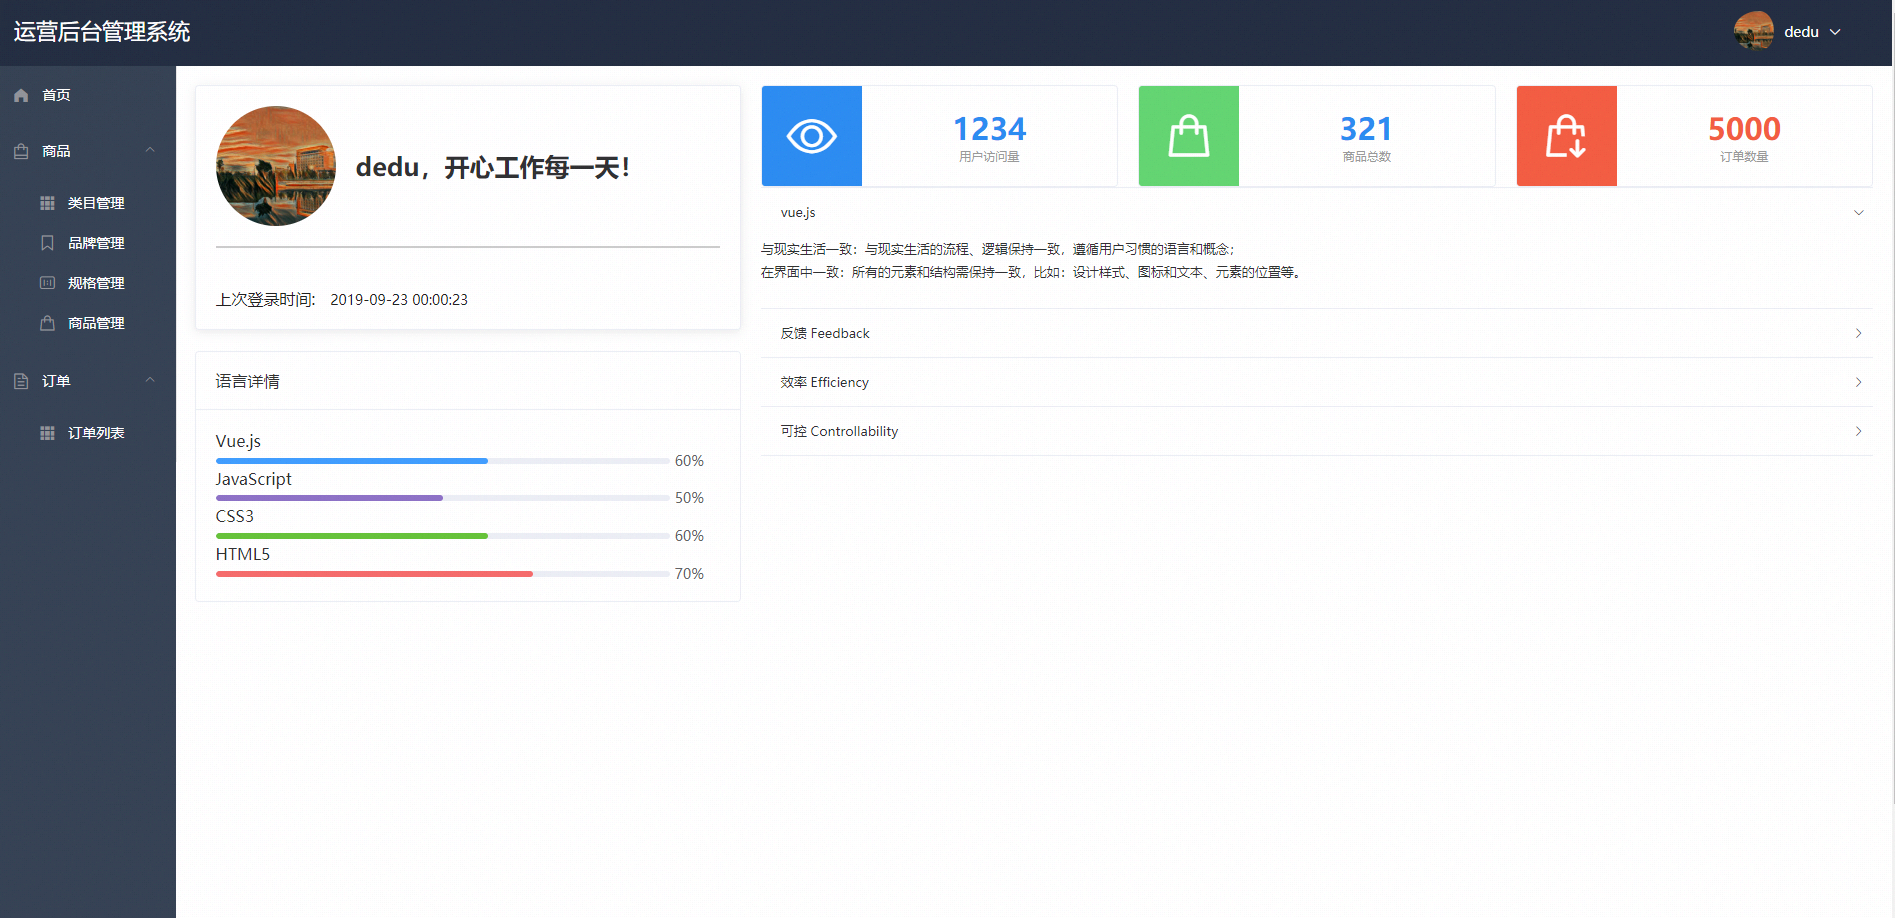 运营后台管理系统
dedu
首页
商品
类目管理
品牌管理
规格管理
商品管理
订单
订单列表
dedu，开心工作每一天！
上次登录时间： 2019-09-23 00:00:23
语言详情
Vue.js
60%
JavaScript
50%
CSS3
60%
HTML5
70%
1234
用户访问量
321
商品总数
5000
订单数量
vue.js
与现实生活一致：与现实生活的流程、逻辑保持一致，遵循用户习惯的语言和概念；
在界面中一致：所有的元素和结构需保持一致，比如：设计样式、图标和文本、元素的位置等。
反馈 Feedback
效率 Efficiency
可控 Controllability